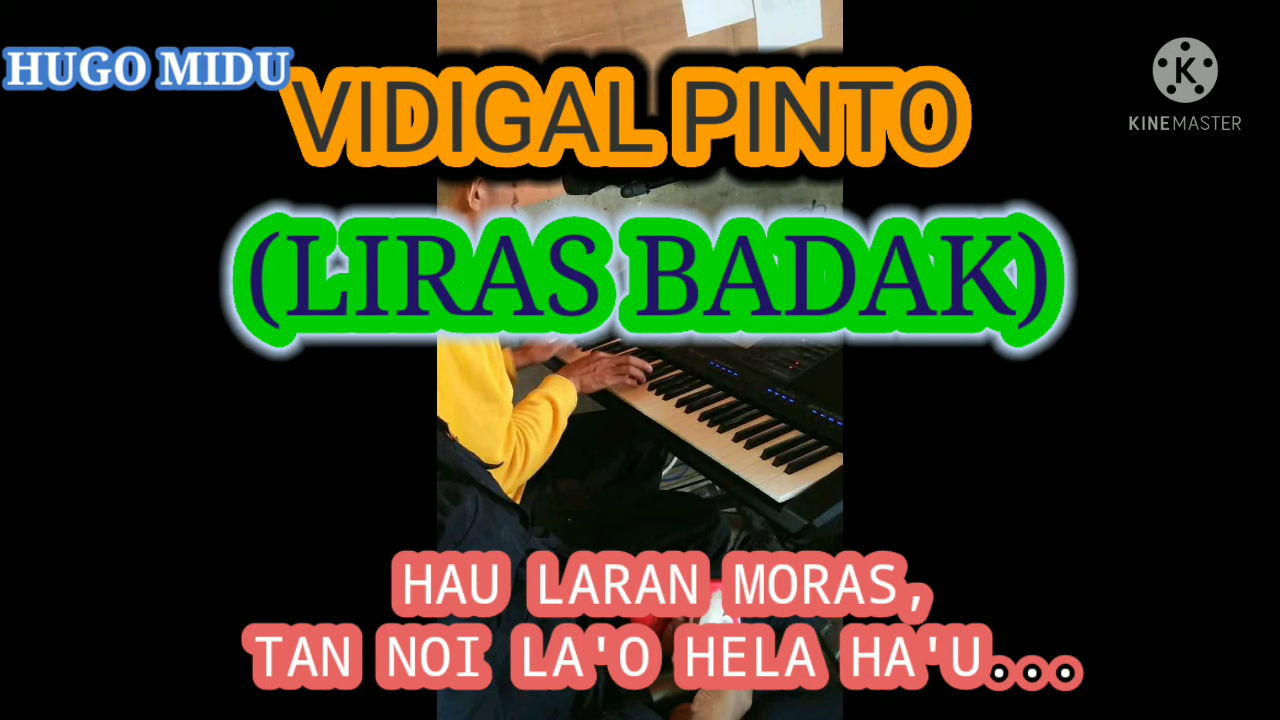 HUGO MIDU
VIDIGAL PINTO
(LIRAS BADAK)
HAU LARAN MORAS,
TAN NOI LA'O HELA HA'U...
K
KINEMASTER